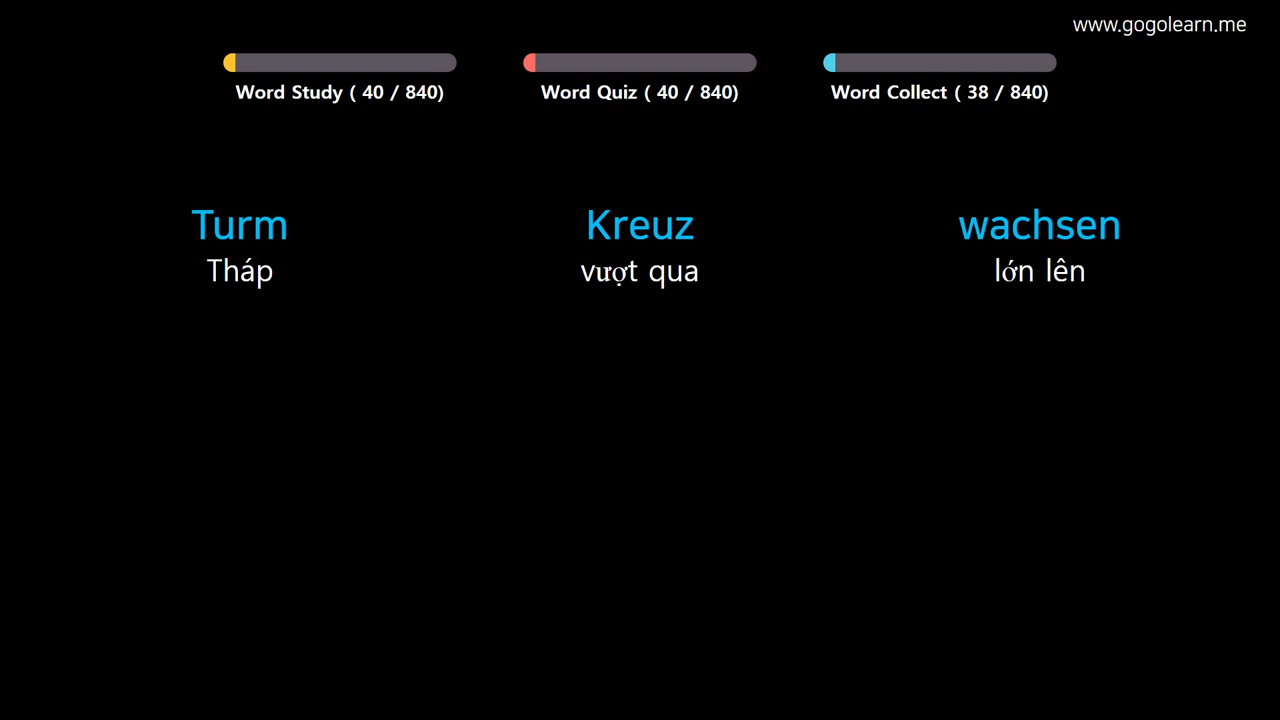 www.gogolearn.me
Word Study ( 40 / 840)
Word Quiz ( 40 / 840)
Word Collect ( 38 / 840)
Turm
Kreuz
wachsen
Tháp
vượt qua
lớn lên